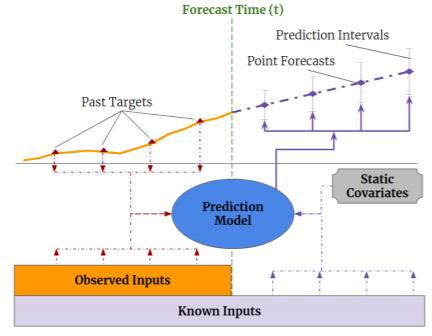 Forecast Time (t)
Prediction Intervals
Point Forecasts
Past Targets
Static
Covariates
Prediction
Model
Observed Inputs
Known Inputs